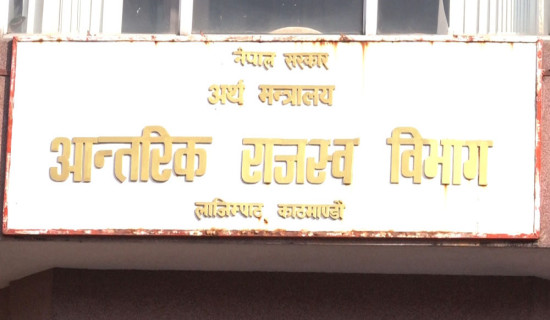 नेपाल सरकार
अर्थ मन्त्रालय
आन्तरिक राजस्व विभाग
लाजिम्पाट, काठमाण्डौ